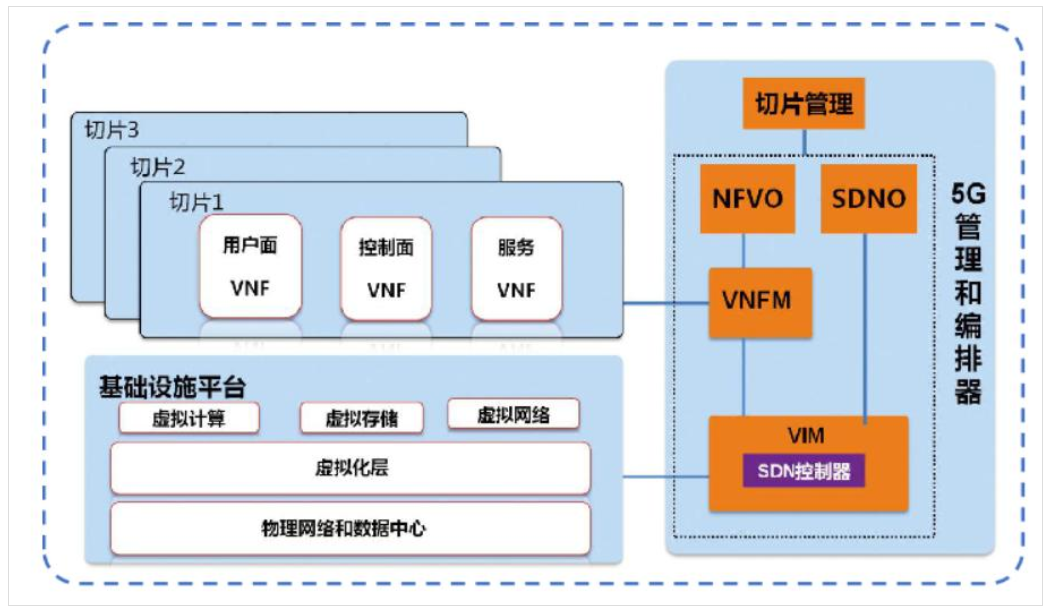 切片3
切片2
切片1
用户面
VNF
控制面
VNF
服务
VNF
基础设施平台
虚拟计算
虚拟存储
虚拟网络
虚拟化层
物理网络和数据中心
切片管理
NFVO
SDNO
VNFM
VIM
SDN控制器
5G
管
理
和
编
排
器